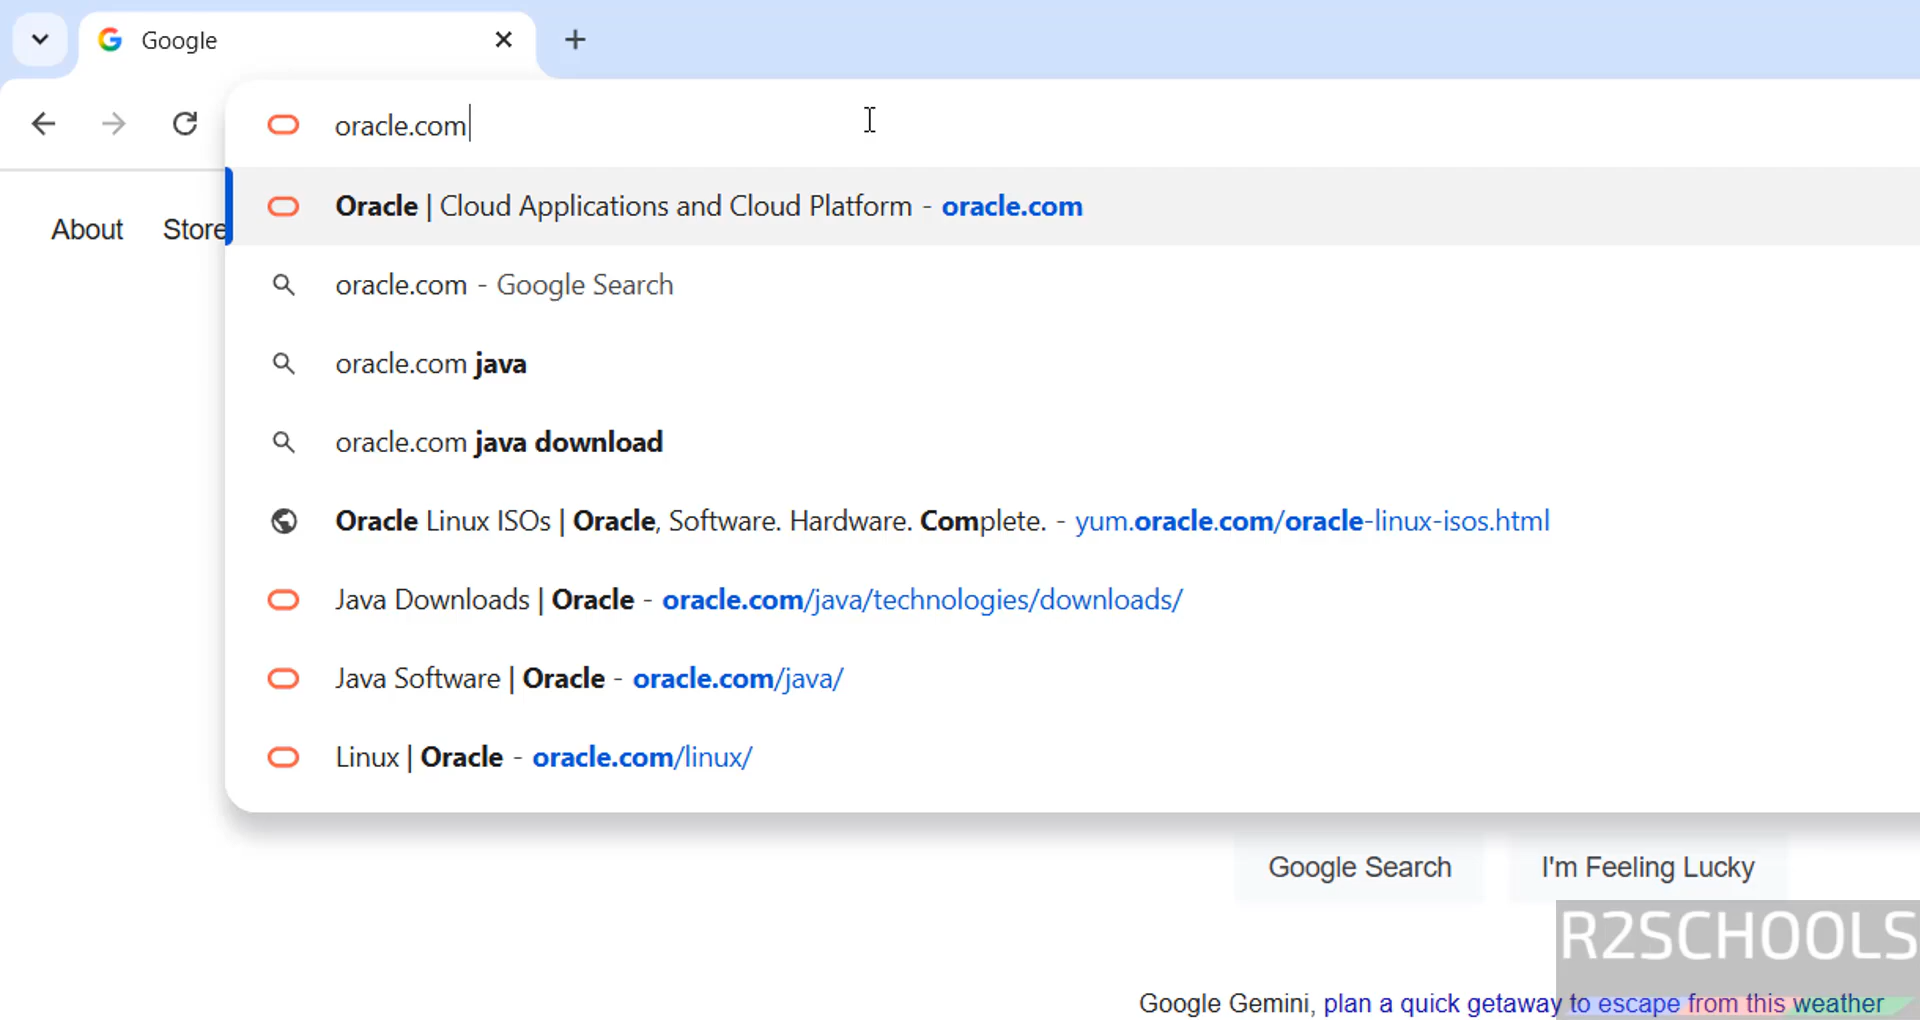 Google
oracle.com
Oracle | Cloud Applications and Cloud Platform - oracle.com
About Store
oracle.com - Google Search
oracle.com java
oracle.com java download
Oracle Linux ISOs | Oracle, Software. Hardware. Complete. - yum.oracle.com/oracle-linux-isos.html
Java Downloads | Oracle - oracle.com/java/technologies/downloads/
Java Software | Oracle - oracle.com/java/
Linux | Oracle - oracle.com/linux/
Google Search I'm Feeling Lucky
R2SCHOOLS
Google Gemini, plan a quick getaway to escape from this weather